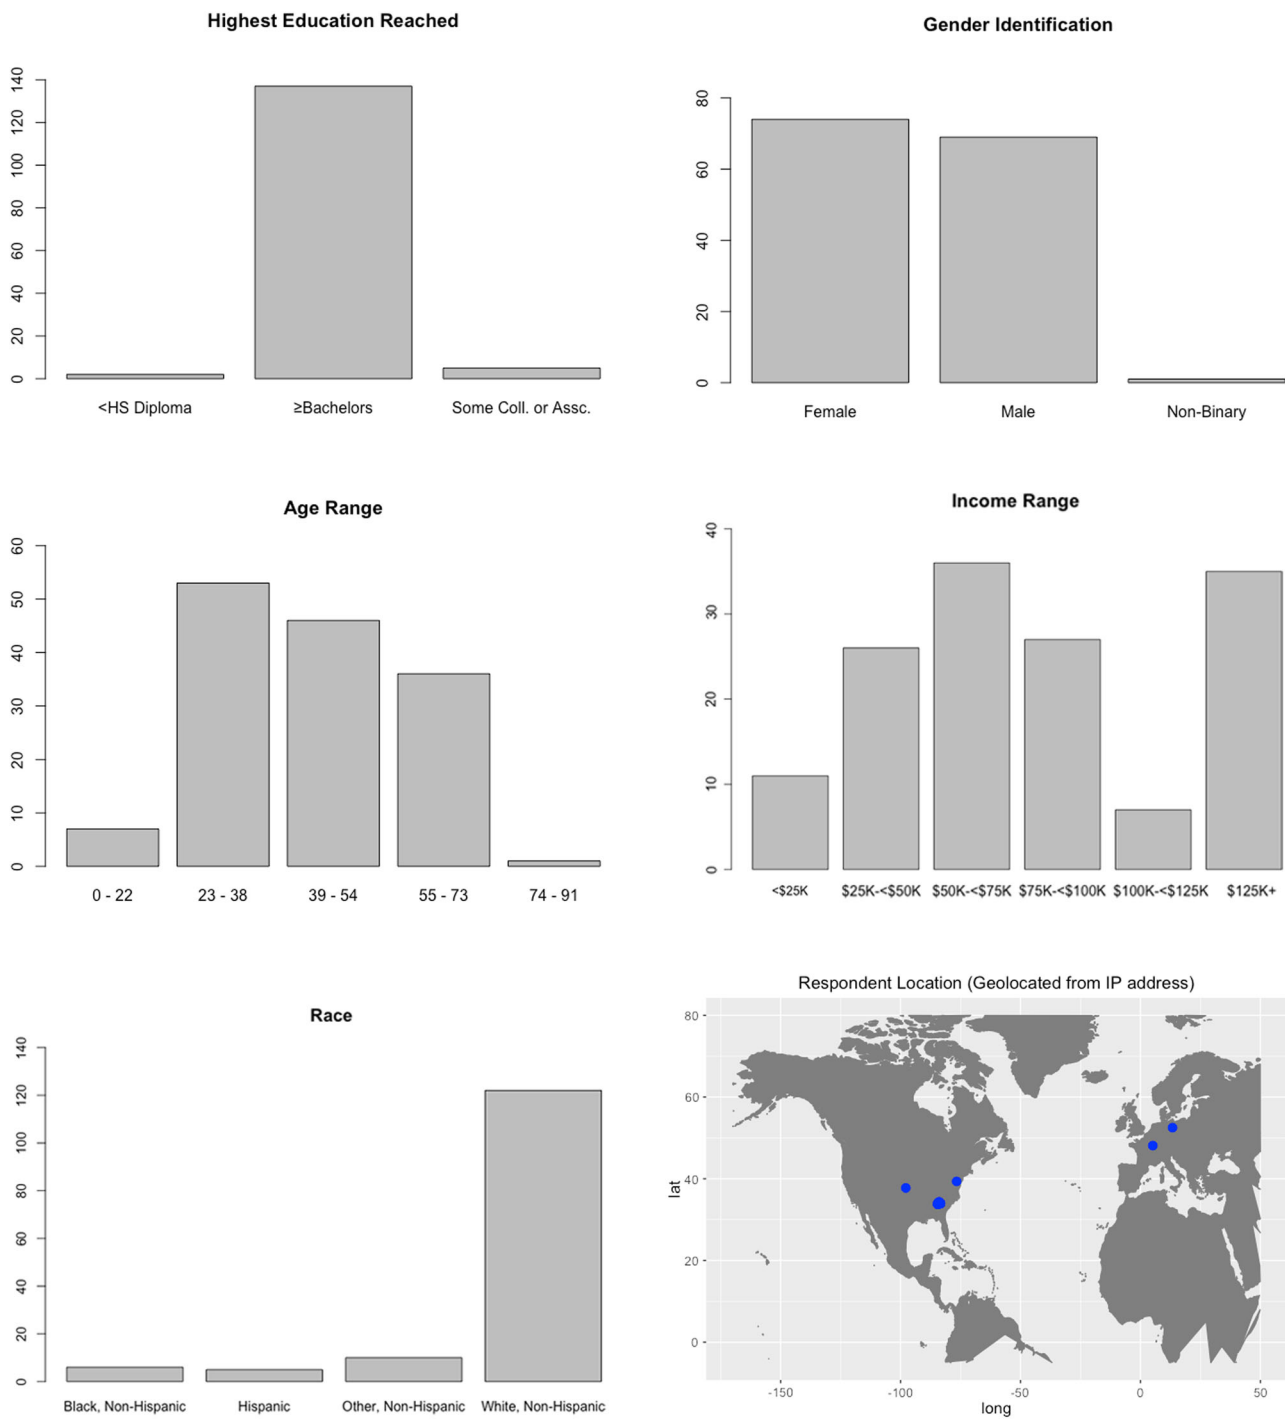 Highest Education Reached
0 20 40 60 80 100 120 140
<HS Diploma ≥Bachelors Some Coll. or Assc.
Gender Identification
0 20 40 60 80
Female Male Non-Binary
Age Range
0 10 20 30 40 50 60
0 - 22 23 - 38 39 - 54 55 - 73 74 - 91
Income Range
0 10 20 30 40
<$25K $25K-<$50K $50K-<$75K $75K-<$100K $100K-<$125K $125K+
Race
0 20 40 60 80 100 120 140
Black, Non-Hispanic Hispanic Other, Non-Hispanic White, Non-Hispanic
Respondent Location (Geolocated from IP address)
lat
80
60
40
20
0
-150 -100 -50 0 50
long